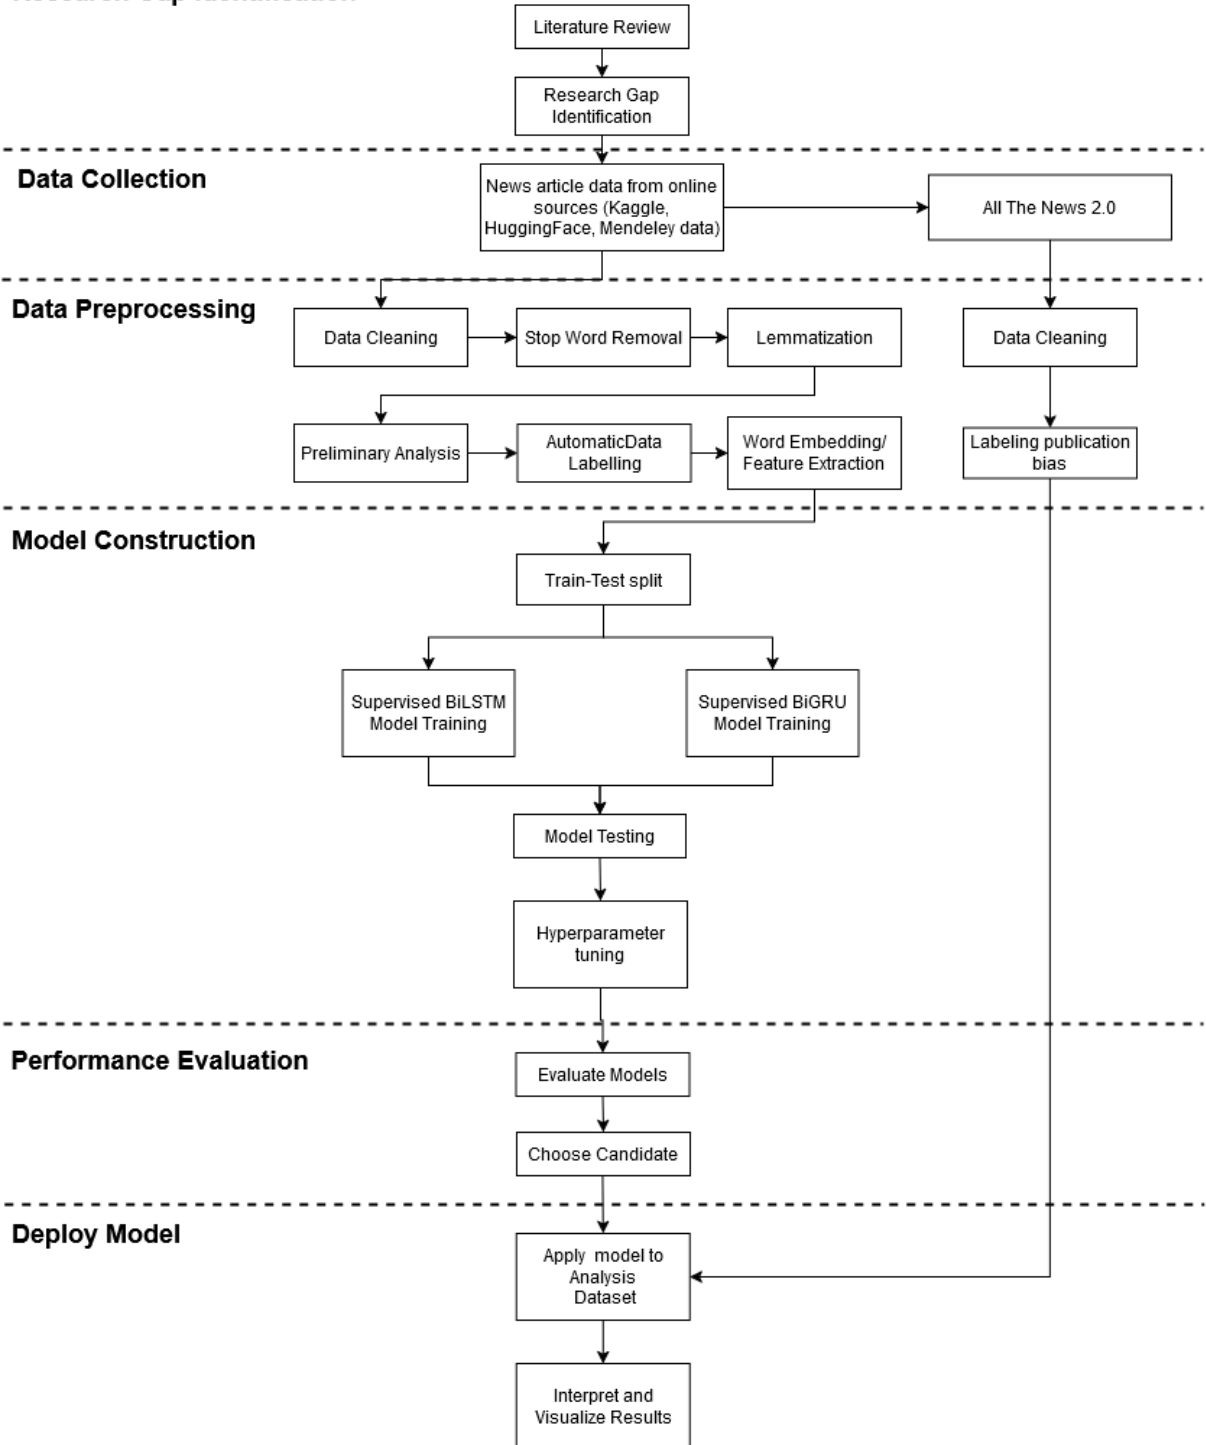 Research Gap Identification
Literature Review
Research Gap
Identification
Data Collection
News article data from online
sources (Kaggle,
HuggingFace, Mendeley data)
All The News 2.0
Data Preprocessing
Data Cleaning
Stop Word Removal
Lemmatization
Data Cleaning
Preliminary Analysis
AutomaticData
Labelling
Word Embedding/
Feature Extraction
Labeling publication
bias
Model Construction
Train-Test split
Supervised BiLSTM
Model Training
Supervised BiGRU
Model Training
Model Testing
Hyperparameter
tuning
Performance Evaluation
Evaluate Models
Choose Candidate
Deploy Model
Apply model to
Analysis
Dataset
Interpret and
Visualize Results